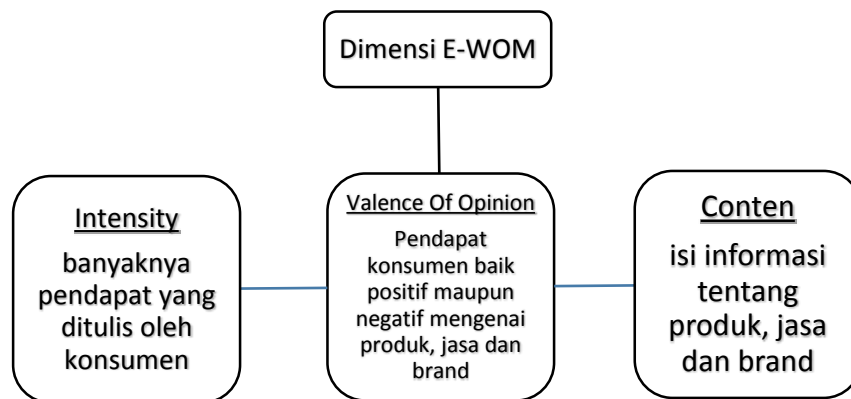 Dimensi E-WOM
Intensity
banyaknya
pendapat yang
ditulis oleh
konsumen
Valence Of Opinion
Pendapat
konsumen baik
positif maupun
negatif mengenai
produk, jasa dan
brand
Conten
isi informasi
tentang
produk, jasa
dan brand